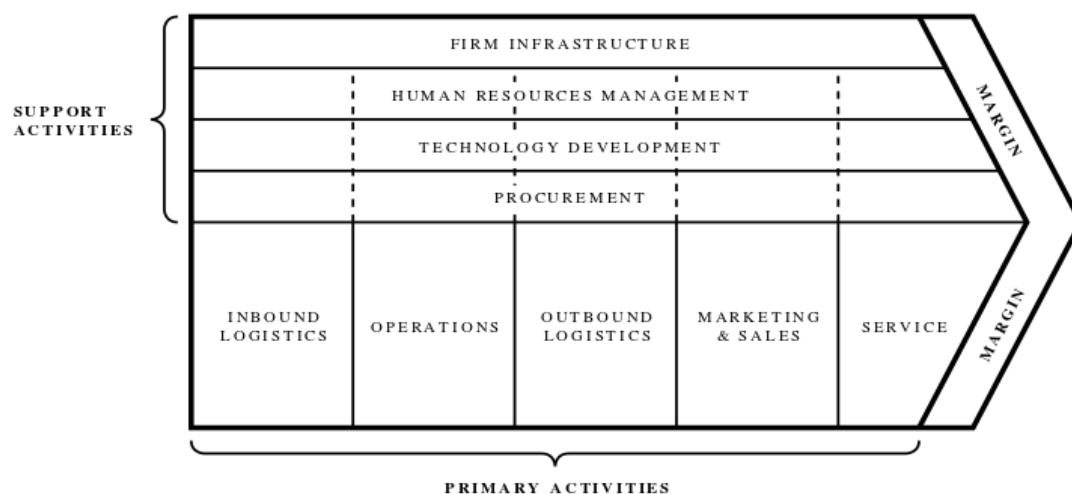 FIRM INFRASTRUCTURE
HUMAN RESOURCES MANAGEMENT
TECHNOLOGY DEVELOPMENT
PROCUREMENT
SUPPORT
ACTIVITIES
MARGIN
INBOUND
LOGISTICS
OPERATIONS
OUTBOUND
LOGISTICS
MARKETING
& SALES
SERVICE
MARGIN
PRIMARY ACTIVITIES